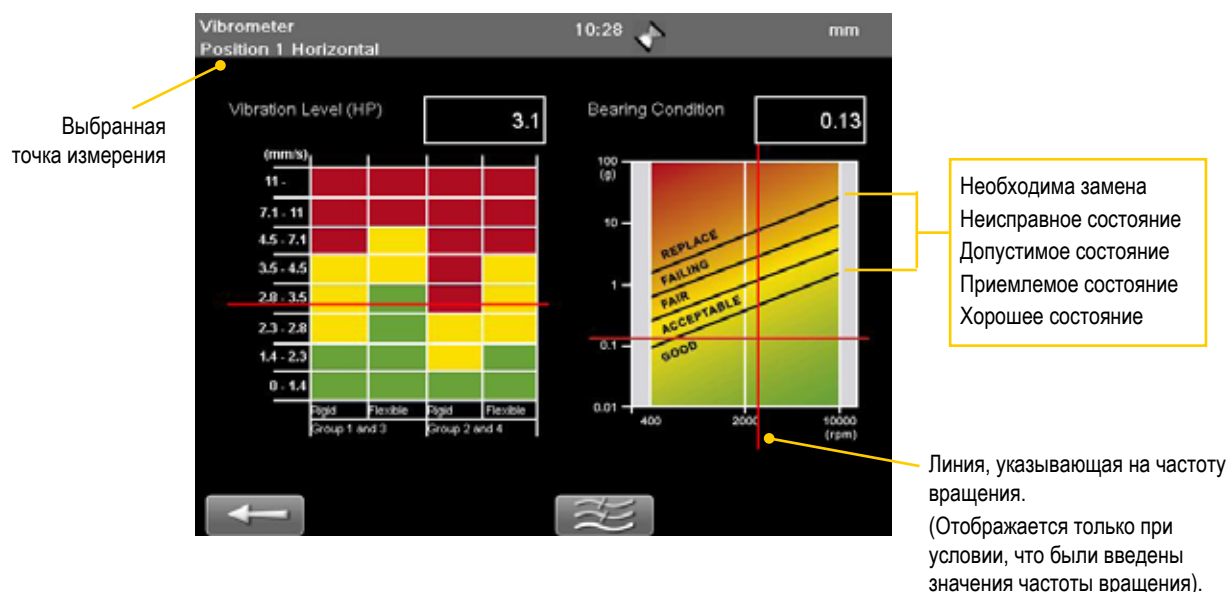 Vibrometer
10:28
mm
Position 1 Horizontal
Выбранная
точка измерения
Vibration Level (HP)
3.1
(mm/s)
11 -
7.1 - 11
4.5 - 7.1
3.5 - 4.5
2.8 - 3.5
2.3 - 2.8
1.4 - 2.3
0 - 1.4
Rigid
Flexible
Rigid
Flexible
Group 1 and 3
Group 2 and 4
Bearing Condition
0.13
100
(g)
10
1
0.1
0.01
REPLACE
FAILING
FAIR
ACCEPTABLE
GOOD
400
2000
10000
(rpm)
Необходима замена
Неисправное состояние
Допустимое состояние
Приемлемое состояние
Хорошее состояние
Линия, указывающая на частоту
вращения.
(Отображается только при
условии, что были введены
значения частоты вращения).